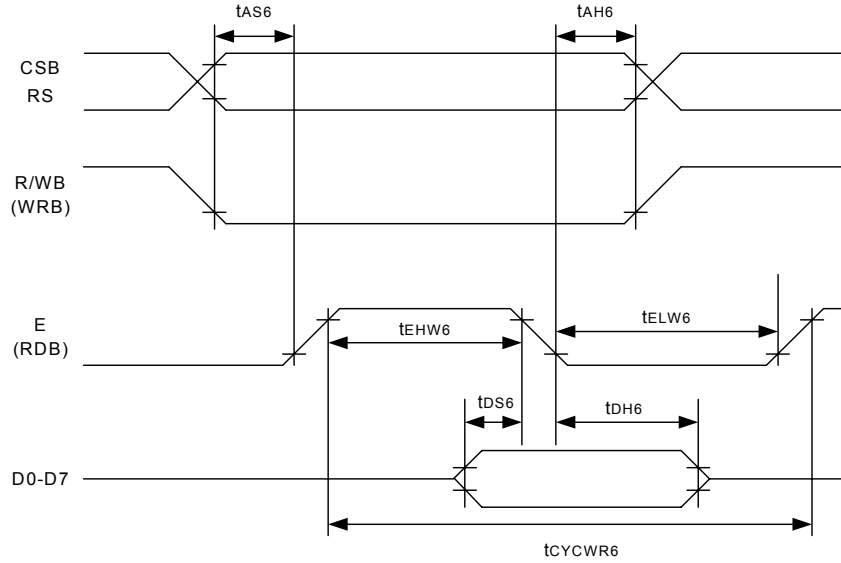 tAS6
tAH6
CSB
RS
R/WB
(WRB)
E
(RDB)
tEHW6
tELW6
tDS6
tDH6
D0-D7
tCYCWR6